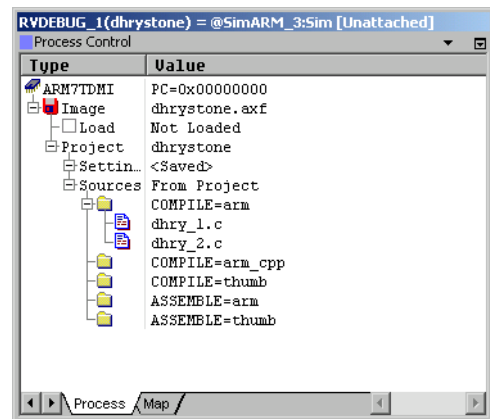 RVDEBUG_1(dhrystone) = @SimARM_3:Sim [Unattached]
Process Control
Type Value
ARM7TDMI PC=0x00000000
Image dhrystone.axf
Load Not Loaded
Project dhrystone
Settin... <Saved>
Sources From Project
COMPILE=arm
dhry_1.c
dhry_2.c
COMPILE=arm_cpp
COMPILE=thumb
ASSEMBLE=arm
ASSEMBLE=thumb
Process Map